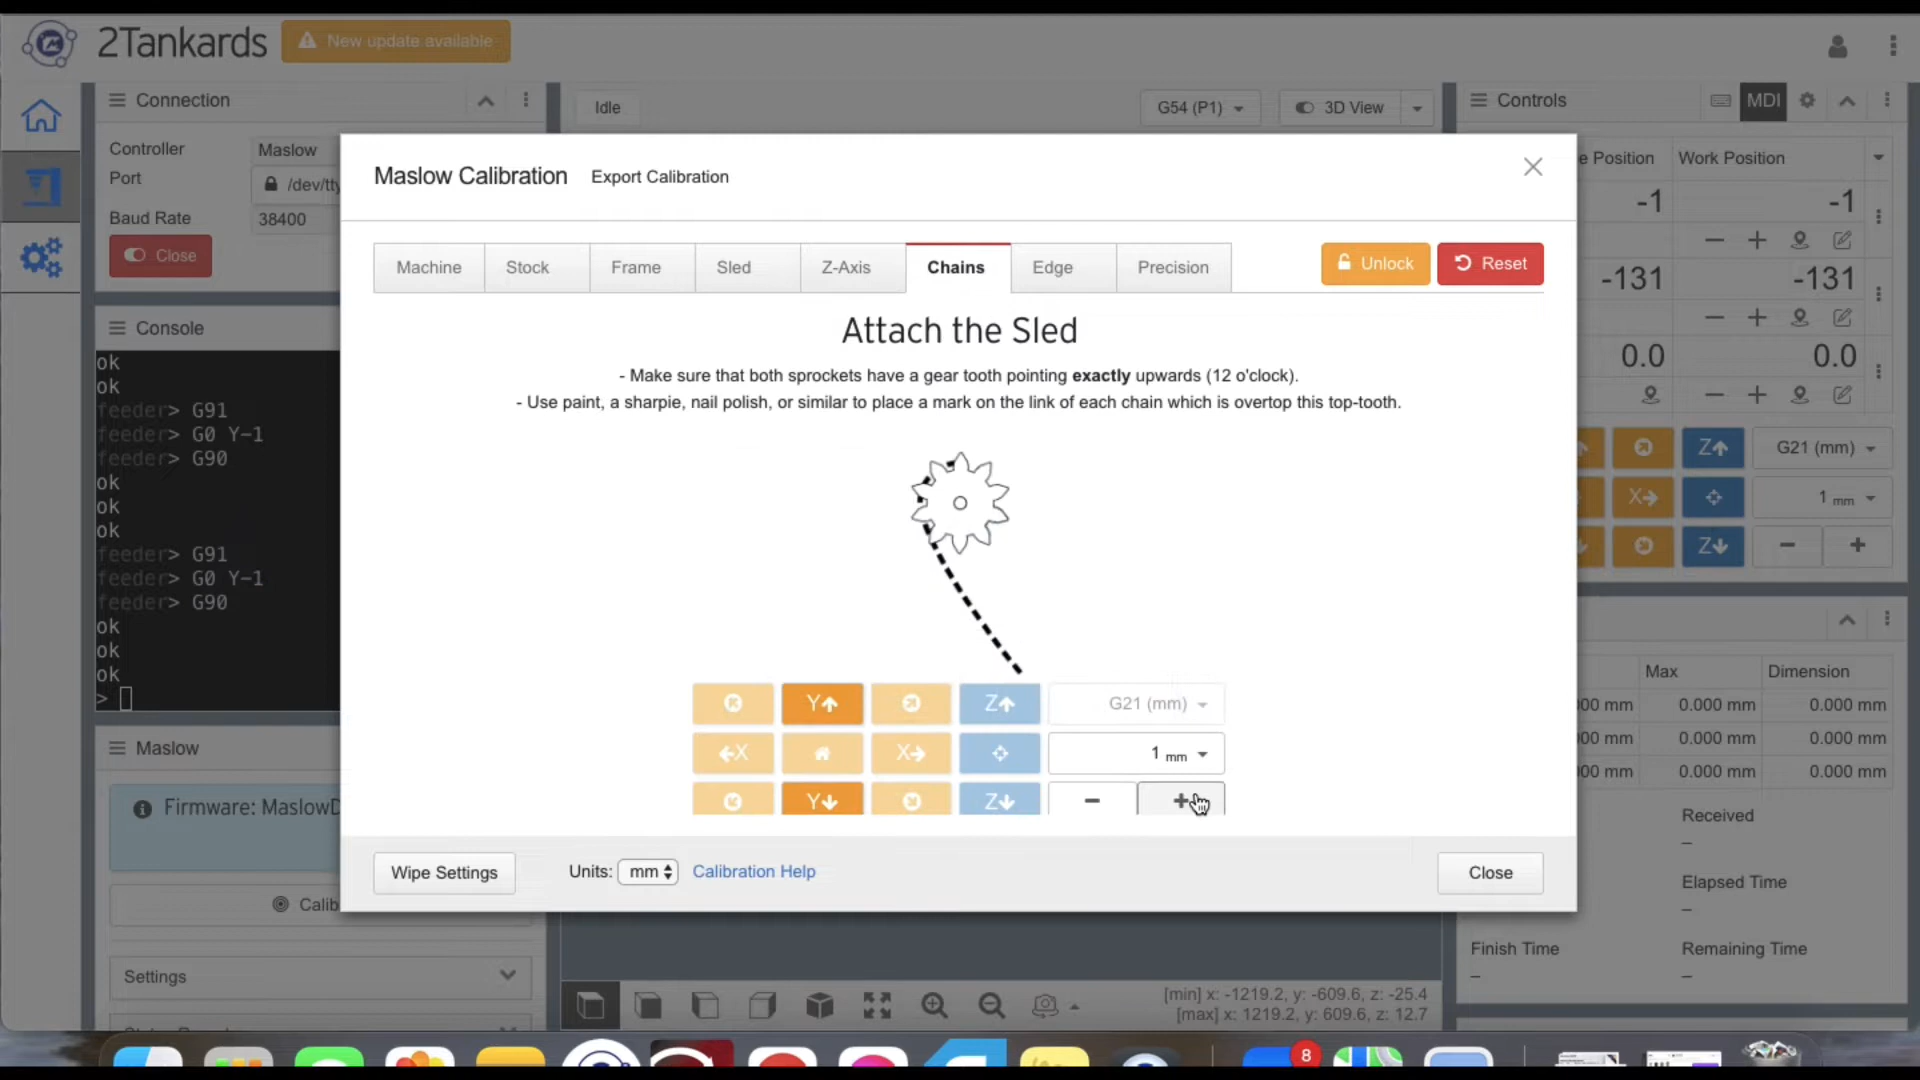 2Tankards
New update available
Connection
Idle
G54 (P1)
3D View
Controls
MDI
Controller
Maslow
Port
/dev/tty
Baud Rate
38400
Close
e Position
Work Position
-1
-1
-131
-131
0.0
0.0
Maslow Calibration
Export Calibration
Machine
Stock
Frame
Sled
Z-Axis
Chains
Edge
Precision
Unlock
Reset
Attach the Sled
- Make sure that both sprockets have a gear tooth pointing exactly upwards (12 o'clock).
- Use paint, a sharpie, nail polish, or similar to place a mark on the link of each chain which is overtop this top-tooth.
Console
ok
ok
feeder> G91
feeder> G0 Y-1
feeder> G90
ok
ok
ok
feeder> G91
feeder> G0 Y-1
feeder> G90
ok
ok
ok
>
Z
G21 (mm)
X
1 mm
Z
Y
Z
G21 (mm)
X
X
1 mm
Y
Z
Wipe Settings
Units:
mm
Calibration Help
Close
Maslow
Firmware: MaslowD
Calib
Settings
Max
Dimension
000 mm
0.000 mm
0.000 mm
000 mm
0.000 mm
0.000 mm
000 mm
0.000 mm
0.000 mm
Received
–
Elapsed Time
–
Finish Time
Remaining Time
–
–
[min] x: -1219.2, y: -609.6, z: -25.4
[max] x: 1219.2, y: 609.6, z: 12.7
8